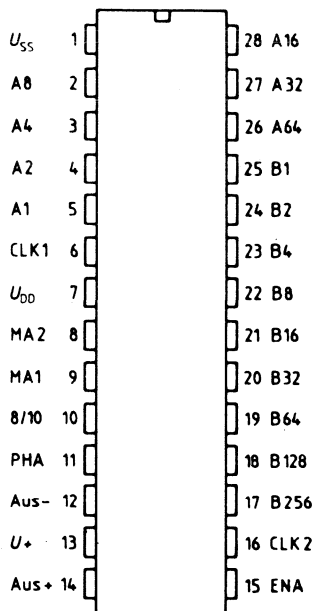 U_SS 1 28 A16
A8 2 27 A32
A4 3 26 A64
A2 4 25 B1
A1 5 24 B2
CLK1 6 23 B4
U_DD 7 22 B8
MA2 8 21 B16
MA1 9 20 B32
8/10 10 19 B64
PHA 11 18 B128
Aus- 12 17 B256
U+ 13 16 CLK2
Aus+ 14 15 ENA